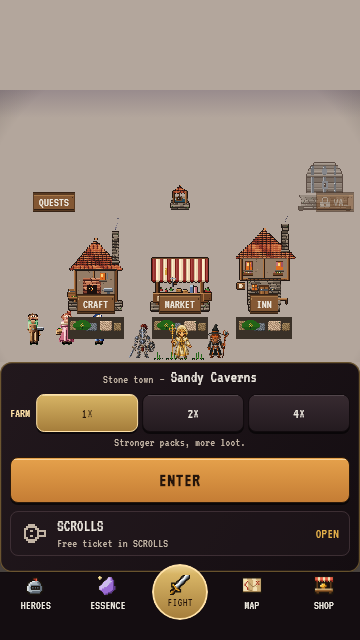 QUESTS
VAULT
CRAFT
MARKET
INN
Stone town – Sandy Caverns
FARM
1X
2X
4X
Stronger packs, more loot.
ENTER
SCROLLS
Free ticket in SCROLLS
OPEN
HEROES
ESSENCE
FIGHT
MAP
SHOP